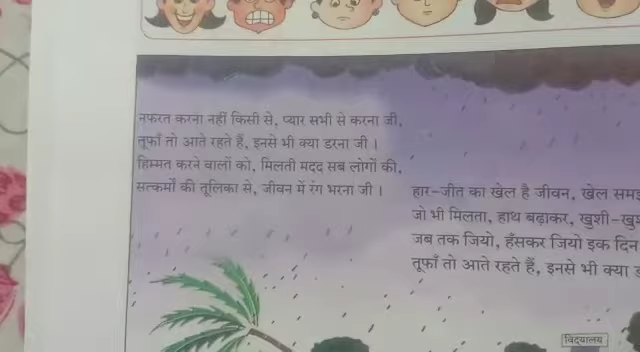 नफरत करना नहीं किसी से, प्यार सभी से करना जी,
तूफाँ तो आते रहते हैं, इनसे भी क्या डरना जी ।
हिम्मत करने वालों को, मिलती मदद सब लोगों की,
सत्कर्मों की तूलिका से, जीवन में रंग भरना जी ।
हार-जीत का खेल है जीवन, खेल
जो भी मिलता, हाथ बढ़ाकर,
जब तक जियो, हँसकर जियो इक दिन
तूफाँ तो आते रहते हैं, इनसे भी क्या
विद्यालय